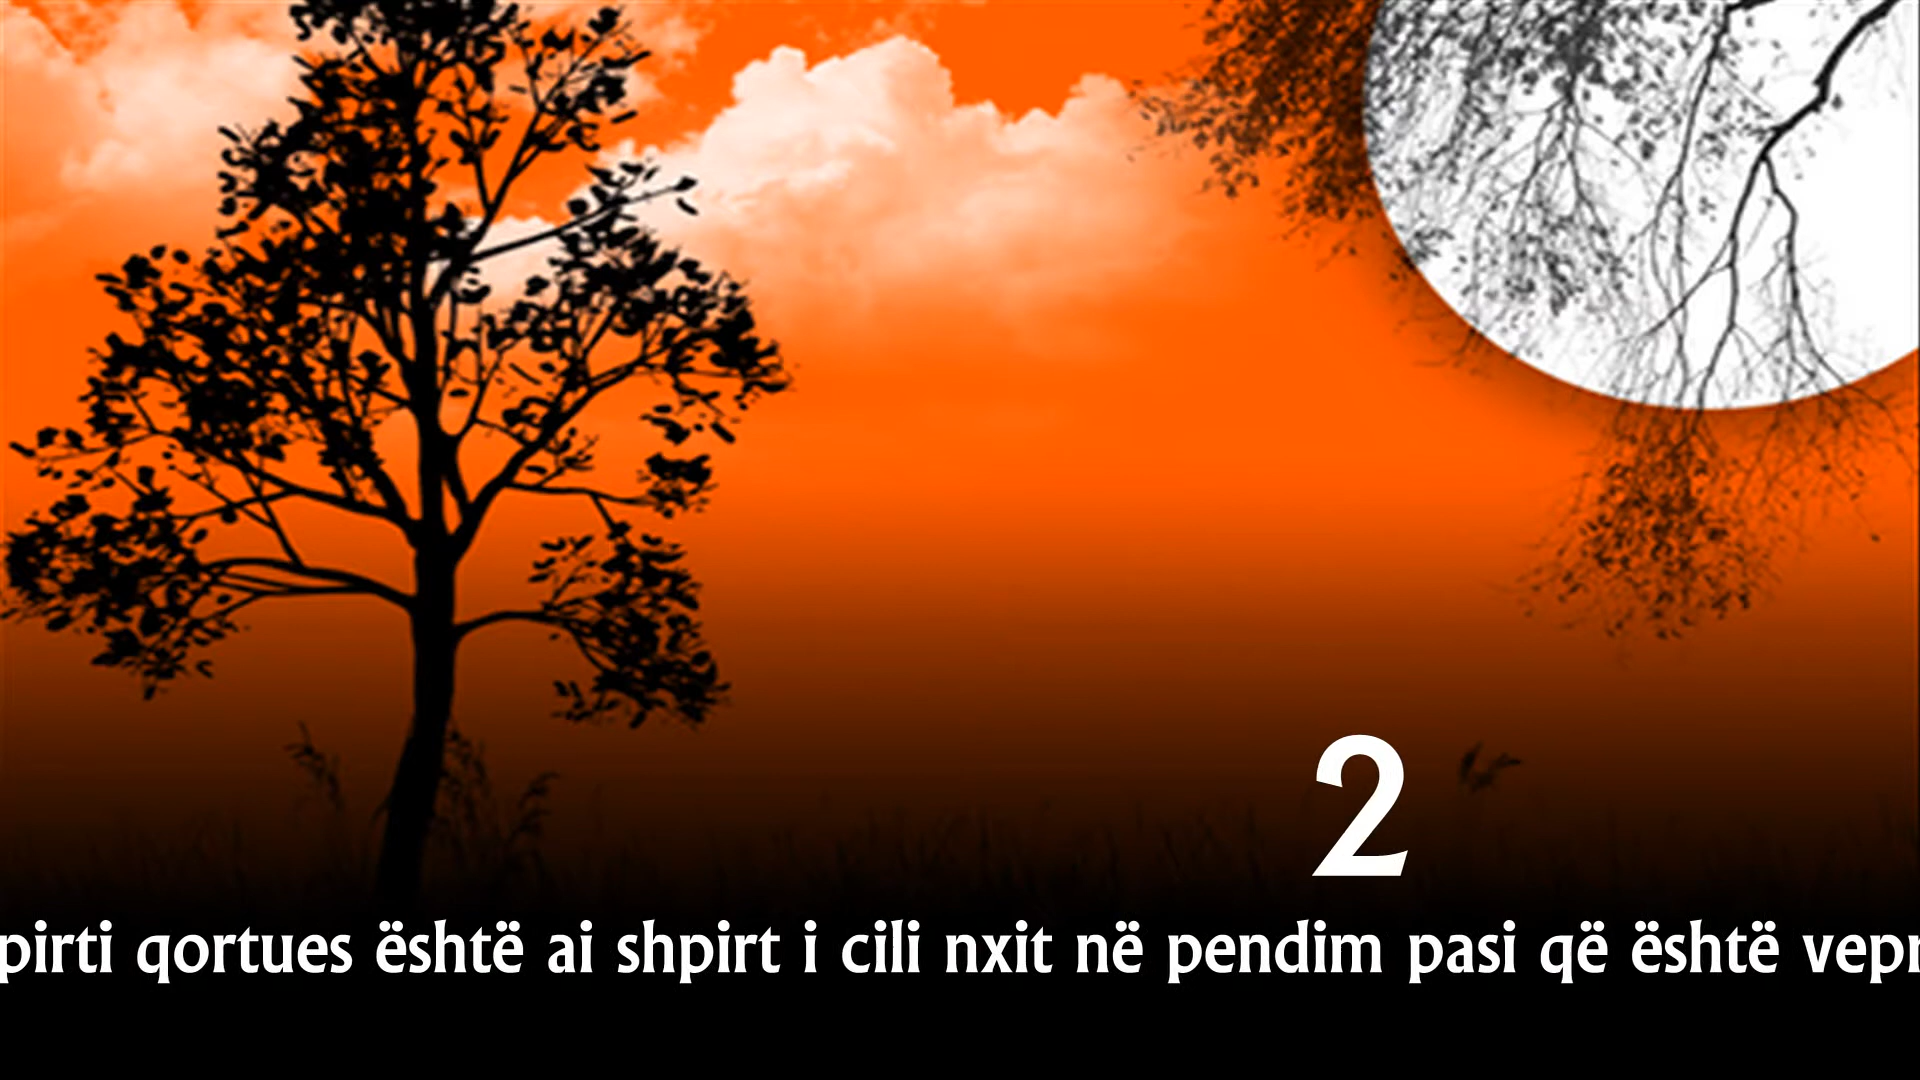 2
pirti qortues është ai shpirt i cili nxit në pendim pasi që është vepr